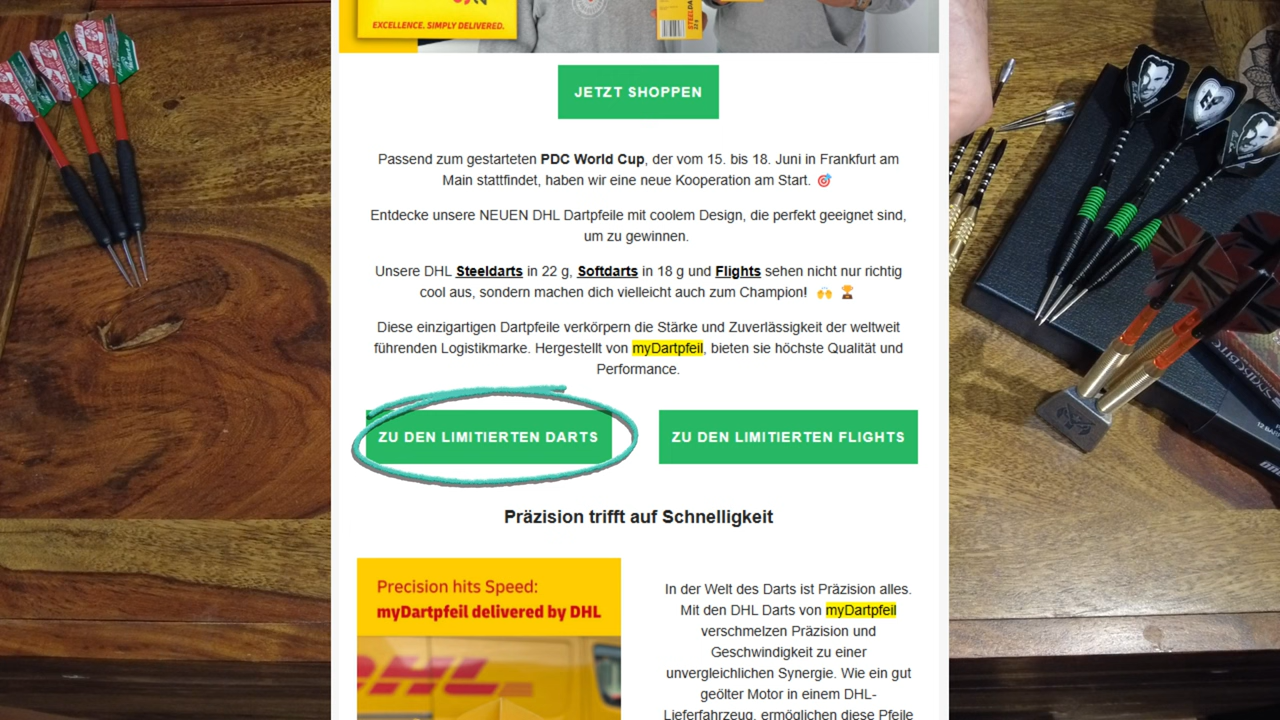 EXCELLENCE. SIMPLY DELIVERED.
JETZT SHOPPEN
Passend zum gestarteten PDC World Cup, der vom 15. bis 18. Juni in Frankfurt am
Main stattfindet, haben wir eine neue Kooperation am Start. 🎯
Entdecke unsere NEUEN DHL Dartpfeile mit coolem Design, die perfekt geeignet sind,
um zu gewinnen.
Unsere DHL Steeldarts in 22 g, Softdarts in 18 g und Flights sehen nicht nur richtig
cool aus, sondern machen dich vielleicht auch zum Champion! 🙌 🏆
Diese einzigartigen Dartpfeile verkörpern die Stärke und Zuverlässigkeit der weltweit
führenden Logistikmarke. Hergestellt von myDartpfeil, bieten sie höchste Qualität und
Performance.
ZU DEN LIMITIERTEN DARTS
ZU DEN LIMITIERTEN FLIGHTS
Präzision trifft auf Schnelligkeit
Precision hits Speed:
myDartpfeil delivered by DHL
DHL
In der Welt des Darts ist Präzision alles.
Mit den DHL Darts von myDartpfeil
verschmelzen Präzision und
Geschwindigkeit zu einer
unvergleichlichen Synergie. Wie ein gut
geölter Motor in einem DHL-
Lieferfahrzeug, ermöglichen diese Pfeile